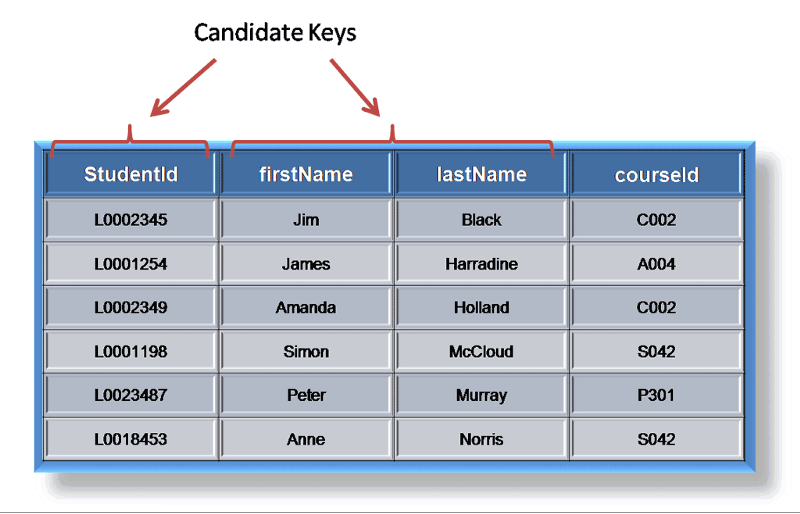 Candidate Keys
StudentId firstName lastName courseId
L0002345 Jim Black C002
L0001254 James Harradine A004
L0002349 Amanda Holland C002
L0001198 Simon McCloud S042
L0023487 Peter Murray P301
L0018453 Anne Norris S042